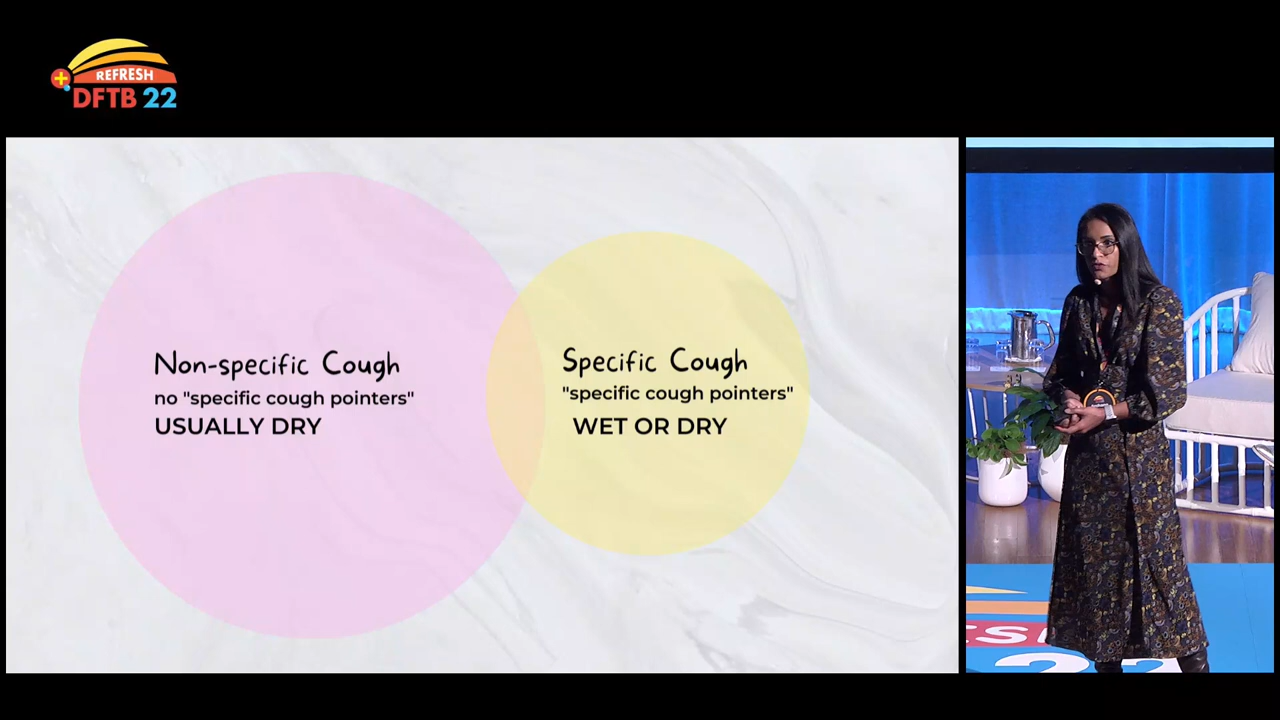 REFRESH
DFTB 22
Non-specific Cough
no "specific cough pointers"
USUALLY DRY
Specific Cough
"specific cough pointers"
WET OR DRY
22